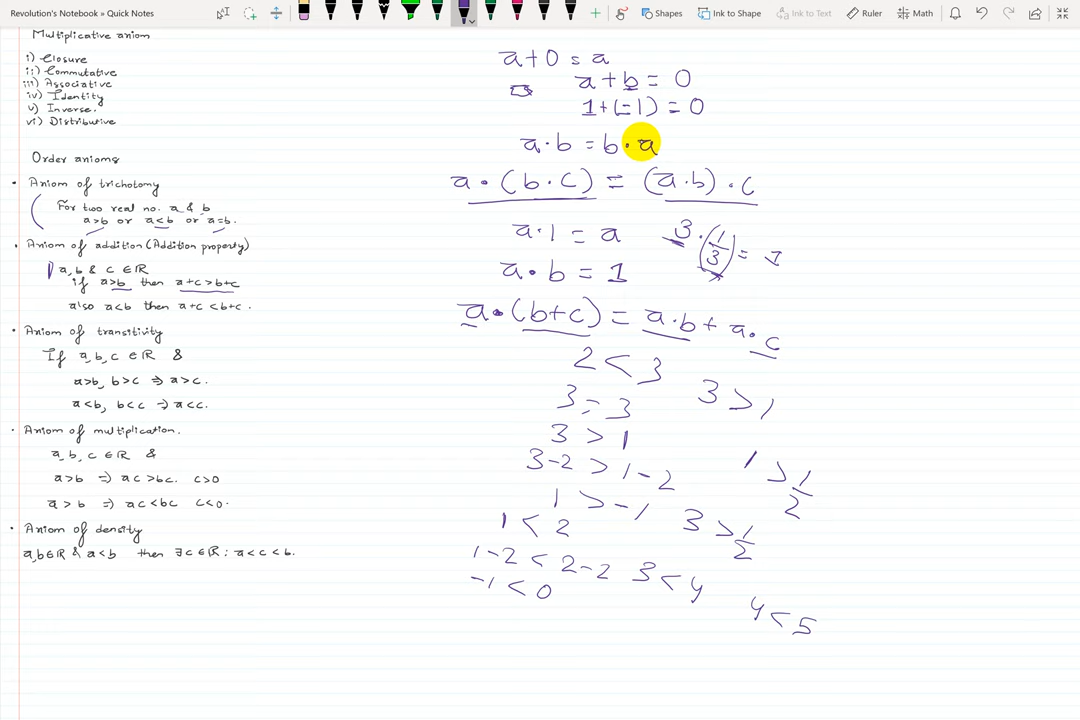 Revolution's Notebook » Quick Notes
Shapes
Ink to Shape
Ink to Text
Ruler
Math
Multiplicative axiom
i) Closure
ii) Commutative
iii) Associative
iv) Identity
v) Inverse.
vi) Distributive
Order axioms
• Axiom of trichotomy
For two real no. a & b
a>b or a<b or a=b.
• Axiom of addition (Addition property)
a, b & c ∈ R
if a>b then a+c>b+c
also a<b then a+c<b+c.
• Axiom of transitivity
If a, b, c ∈ R &
a>b, b>c ⇒ a>c.
a<b, b<c ⇒ a<c.
• Axiom of multiplication.
a, b, c ∈ R &
a>b ⇒ ac>bc. c>0
a>b ⇒ ac<bc c<0.
• Axiom of density
a,b∈R & a<b then ∃c∈R: a<c<b.
a+0=a
a+b=0
1+(-1)=0
a·b=b·a
a·(b·c)=(a·b)·c
a·1=a
3·(1/3)=1
a·b=1
a·(b+c)=a·b+a·c
2<3
3=3
3>1
3>1
3-2>1-2
1>1/2
1>-1
3>1/2
1<2
1-2<2-2
3<4
-1<0
4<5